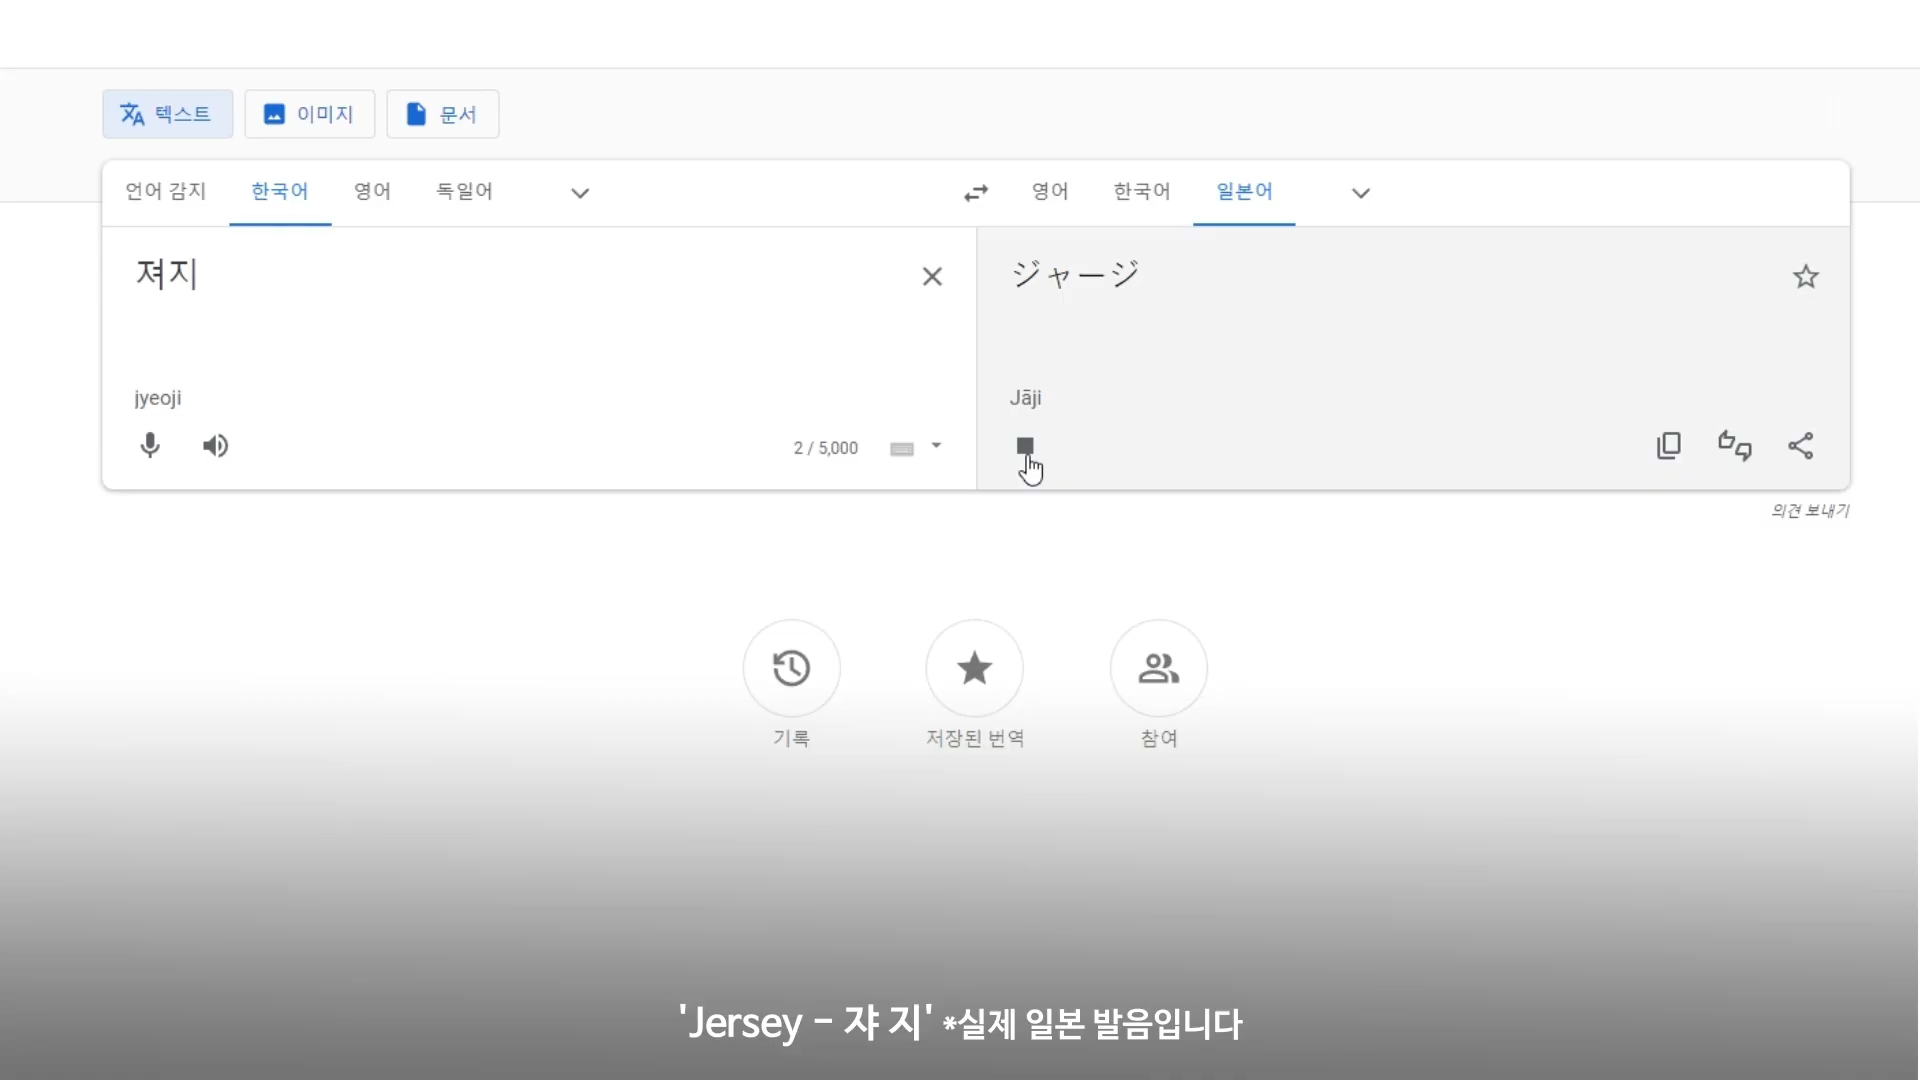 텍스트 이미지 문서
언어 감지 한국어 영어 독일어 영어 한국어 일본어
져지 ジャージ
jyeoji Jāji
2 / 5,000
의견 보내기
기록 저장된 번역 참여
'Jersey - 쟈 지' *실제 일본 발음입니다